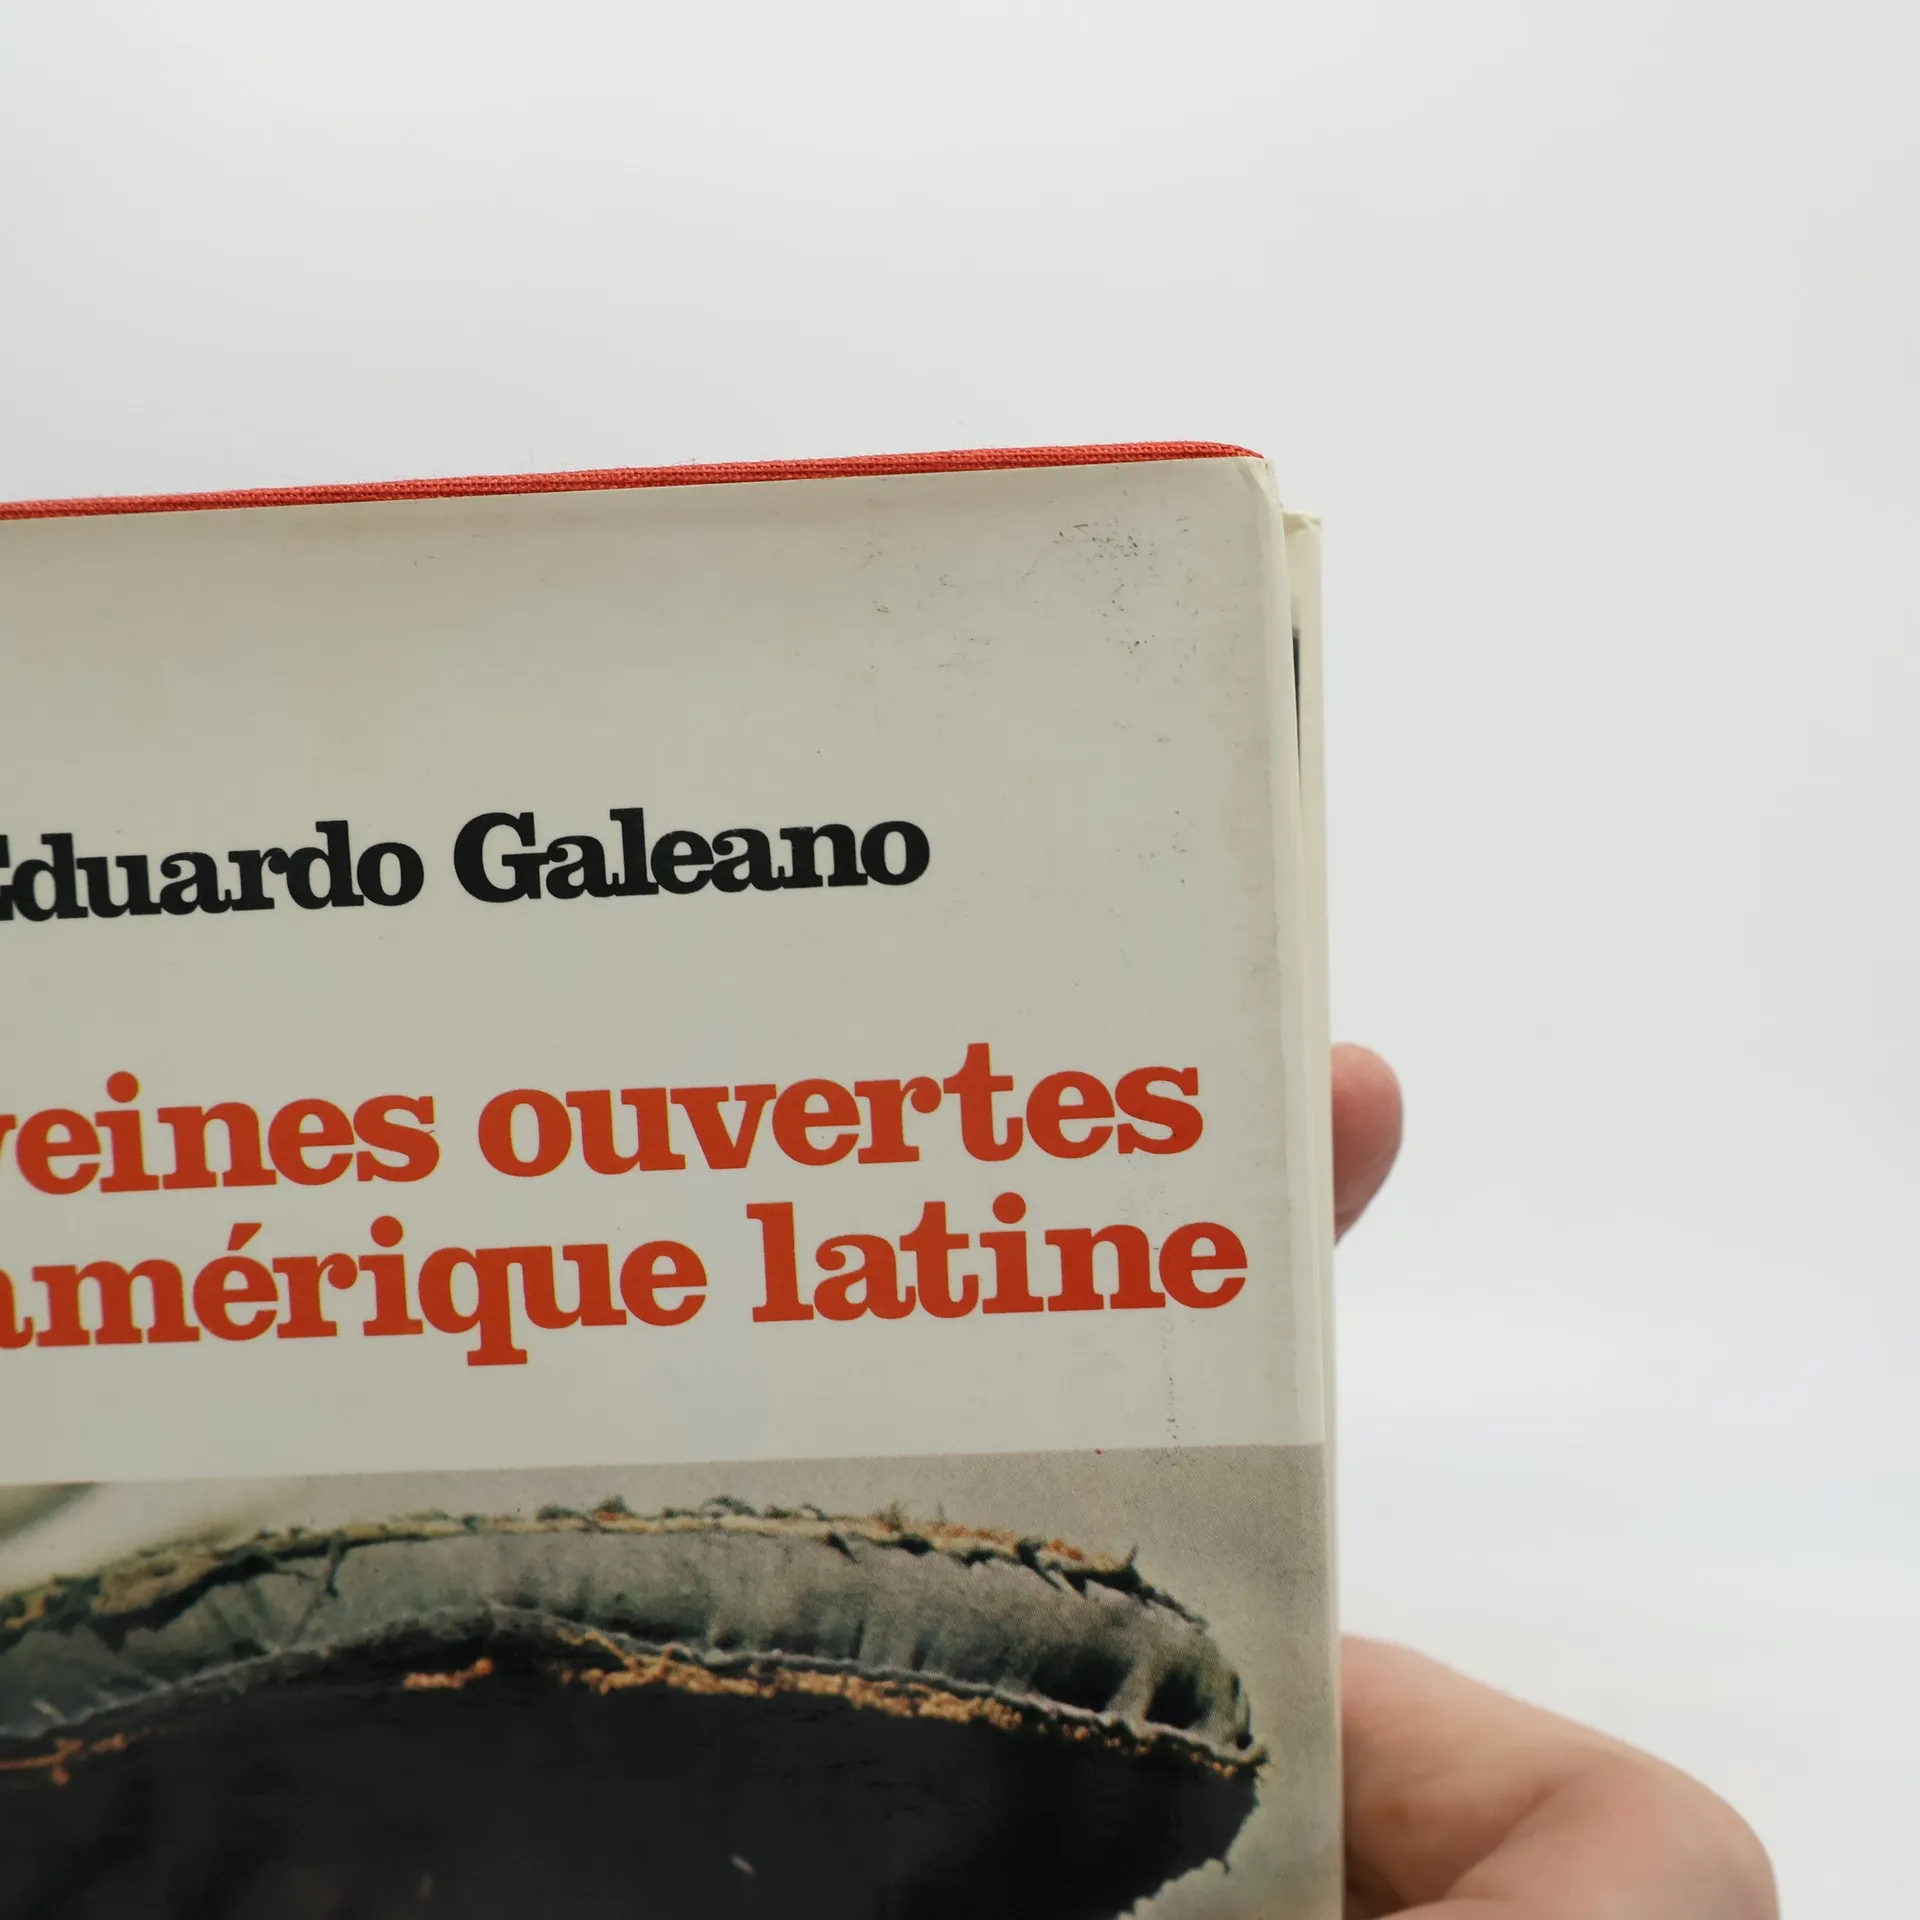 Eduardo Galeano
veines ouvertes
amérique latine